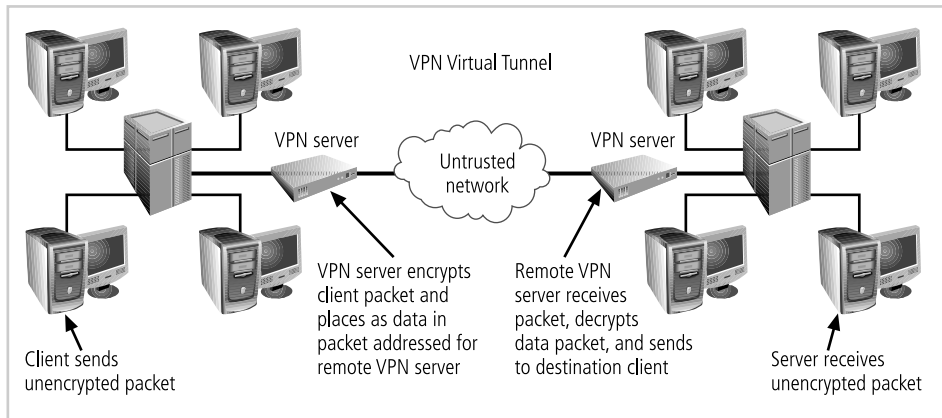 VPN Virtual Tunnel
VPN server
Untrusted
network
VPN server
Client sends
unencrypted packet
VPN server encrypts
client packet and
places as data in
packet addressed for
remote VPN server
Remote VPN
server receives
packet, decrypts
data packet, and sends
to destination client
Server receives
unencrypted packet